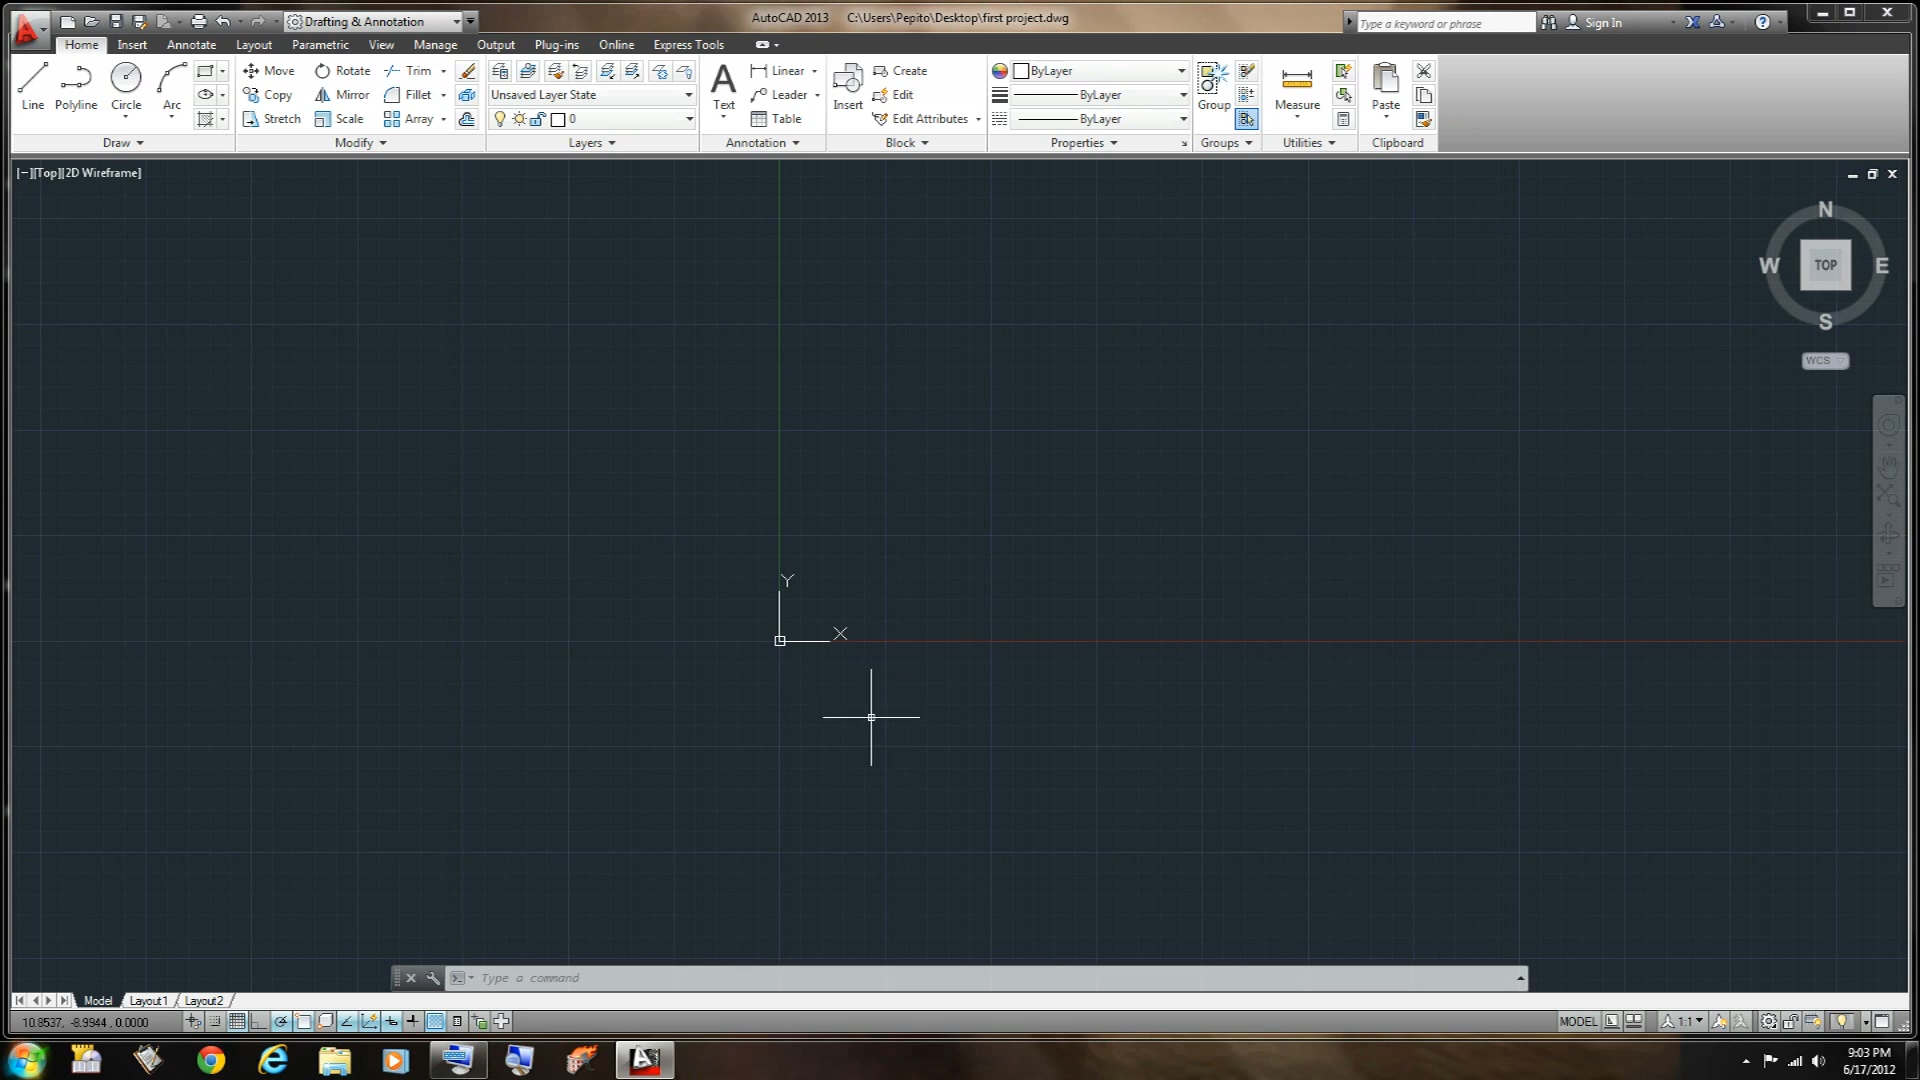 Drafting & Annotation
AutoCAD 2013 C:\Users\Pepito\Desktop\first project.dwg
Type a keyword or phrase
Sign In
Home Insert Annotate Layout Parametric View Manage Output Plug-ins Online Express Tools
Line Polyline Circle Arc
Move Rotate Trim
Copy Mirror Fillet
Stretch Scale Array
Unsaved Layer State
0
A
Text
Linear
Leader
Table
Insert
Create
Edit
Edit Attributes
ByLayer
ByLayer
ByLayer
Group
Measure
Paste
Draw Modify Layers Annotation Block Properties Groups Utilities Clipboard
[−][Top][2D Wireframe]
N
W TOP E
S
WCS
Y
X
Type a command
Model Layout1 Layout2
10.8537, -8.9944 , 0.0000
MODEL
1:1
9:03 PM
6/17/2012